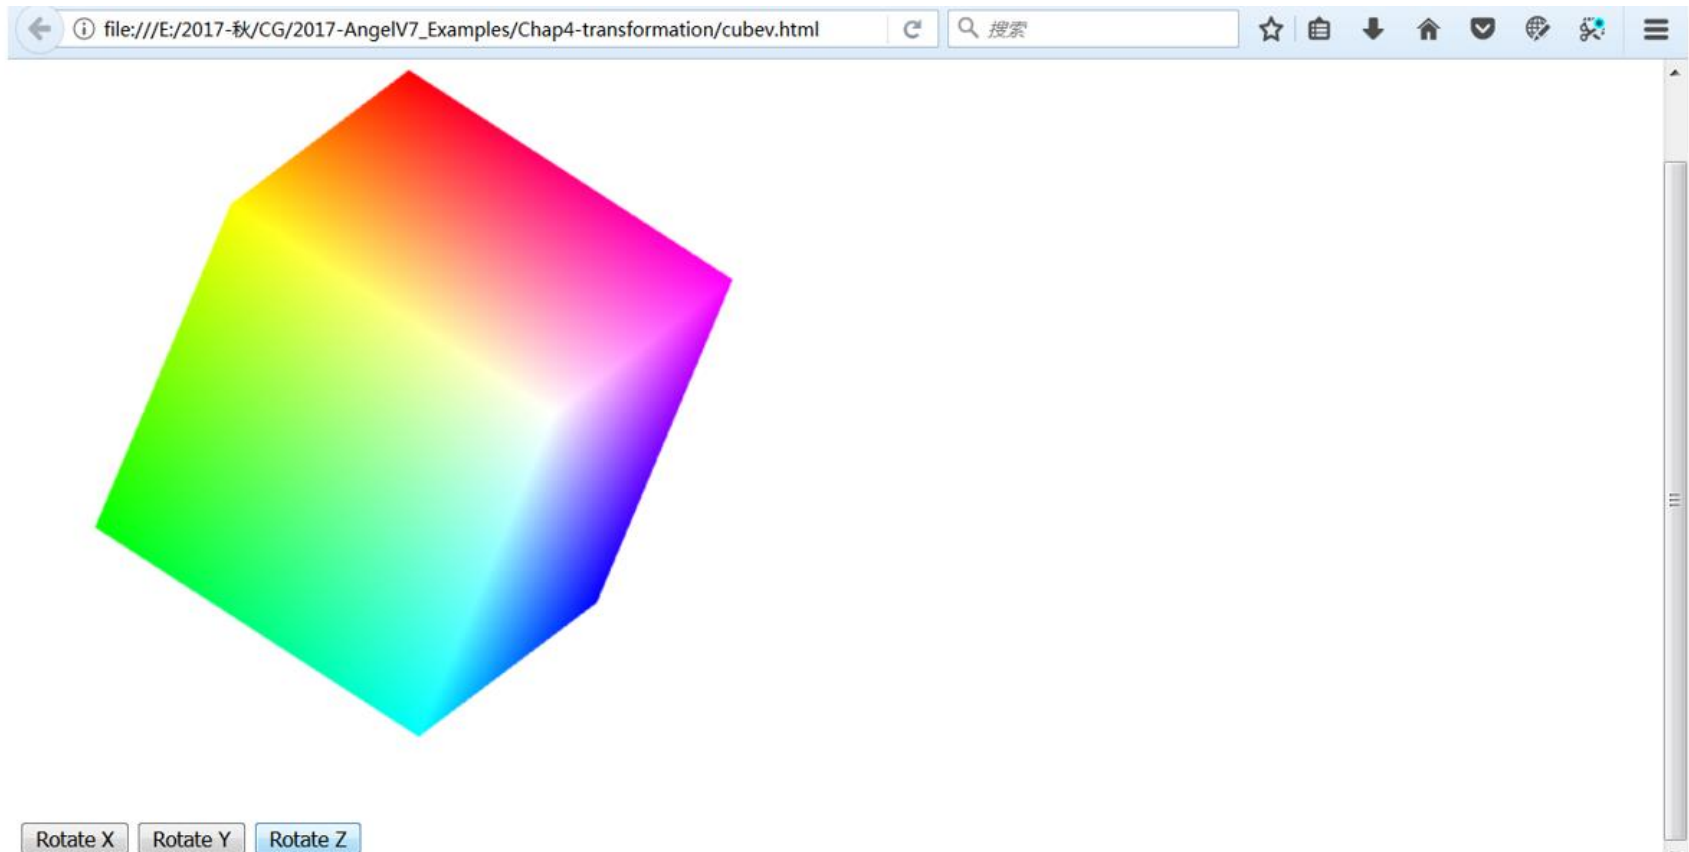 file:///E:/2017-秋/CG/2017-AngelV7_Examples/Chap4-transformation/cubev.html
搜索
Rotate X Rotate Y Rotate Z